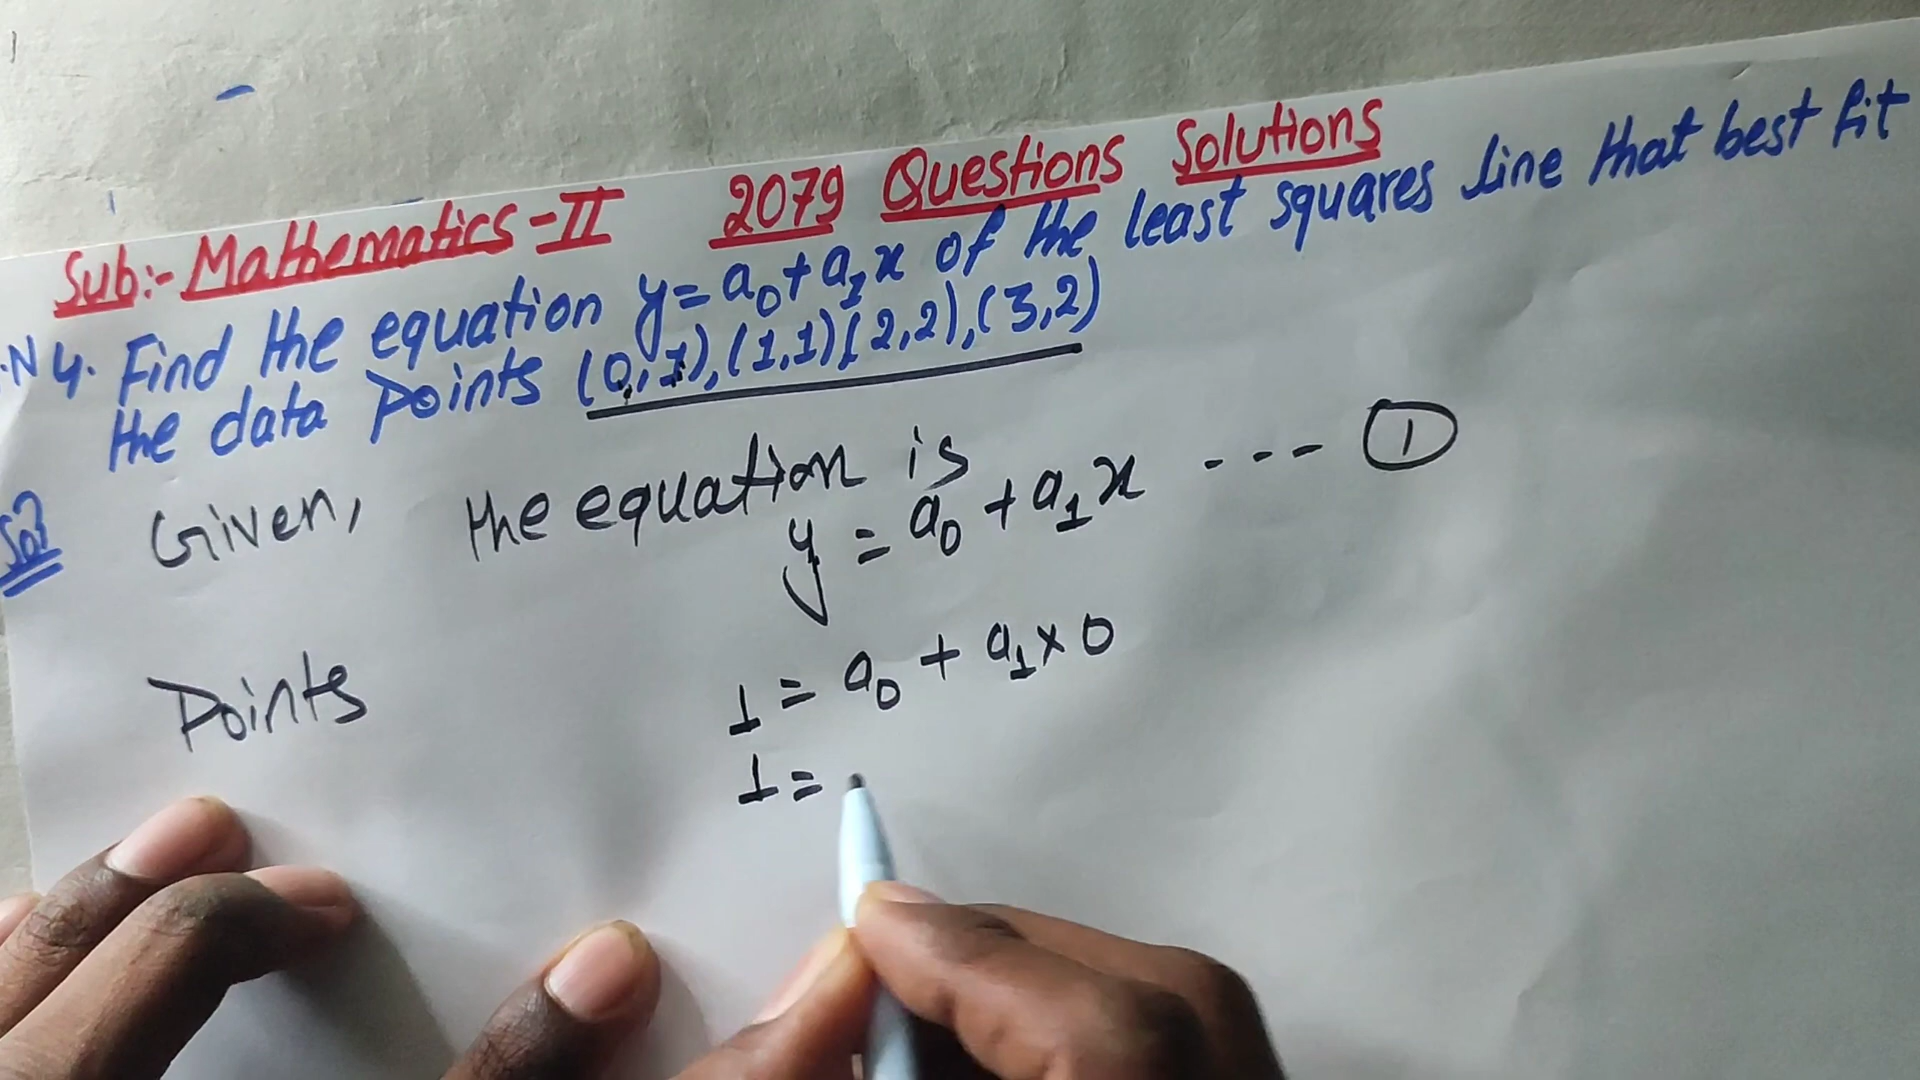 Sub:- Mathematics-II 2079 Questions Solutions
.N 4. Find the equation y = a₀ + a₁x of the least squares line that best fit
the data points (0,1), (1,1) (2,2), (3,2)
Given, the equation is
y = a₀ + a₁x --- ①
Points 1 = a₀ + a₁ × 0
1 =